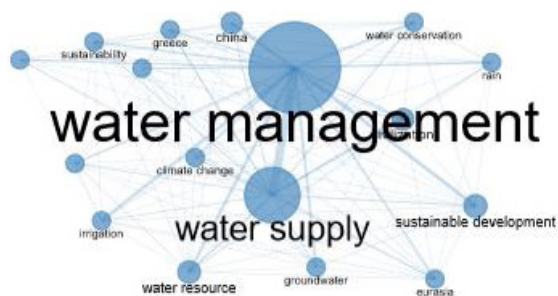 china
greece
water conservation
sustainability
rain
water management
climate change
water supply
sustainable development
irrigation
groundwater
water resource
eurasia